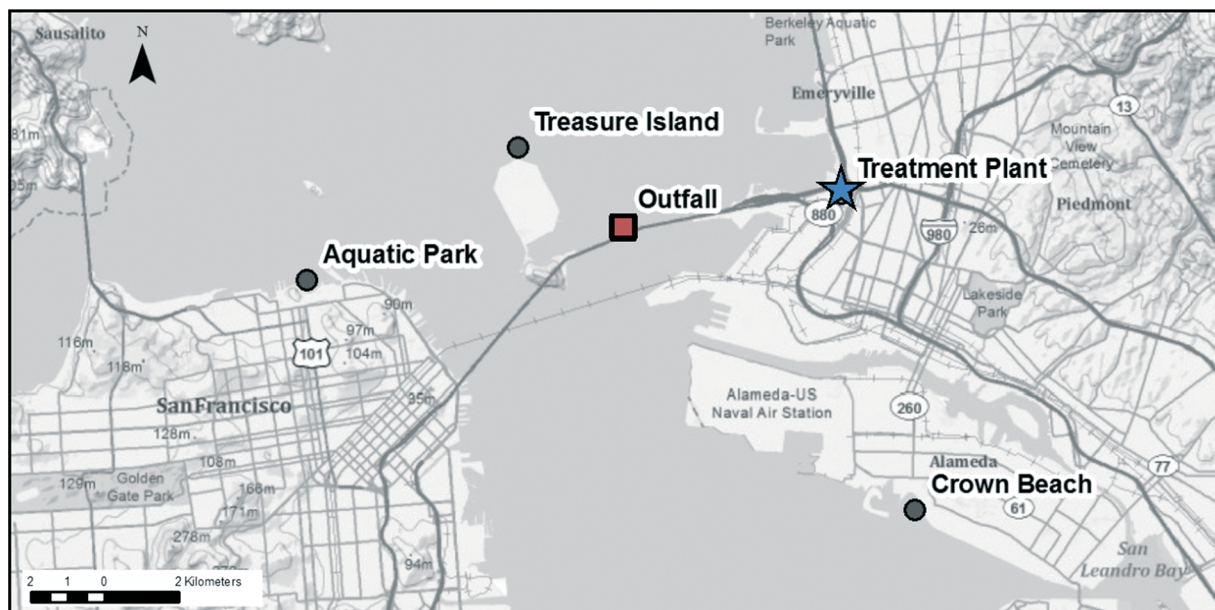 Sausalito
N
Berkeley Aquatic
Park
Emeryville
13
Treasure Island
Mountain
View
Cemetery
Treatment Plant
Outfall
880
Piedmont
980
26m
Aquatic Park
90m
Lakeside
Park
97m
116m
101
104m
118m
35m
Alameda-US
Naval Air Station
SanFrancisco
260
128m
108m
Alameda
77
Golden
Gate Park
129m
166m
Crown Beach
171m
61
278m
94m
San
Leandro Bay
2 1 0 2 Kilometers